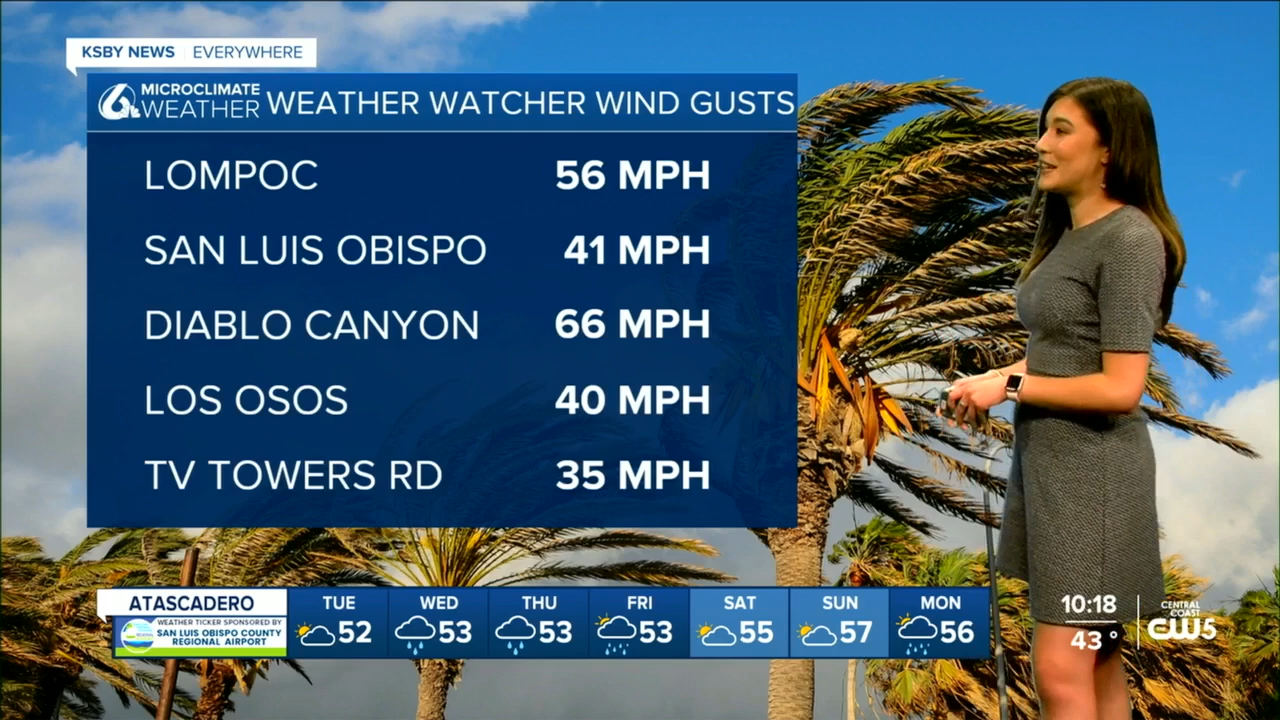 KSBY NEWS EVERYWHERE
6 MICROCLIMATE WEATHER WEATHER WATCHER WIND GUSTS
LOMPOC 56 MPH
SAN LUIS OBISPO 41 MPH
DIABLO CANYON 66 MPH
LOS OSOS 40 MPH
TV TOWERS RD 35 MPH
ATASCADERO
WEATHER TICKER SPONSORED BY
SAN LUIS OBISPO COUNTY
REGIONAL AIRPORT
TUE WED THU FRI SAT SUN MON
52 53 53 53 55 57 56
10:18
43 °
CENTRAL
COAST
CW5